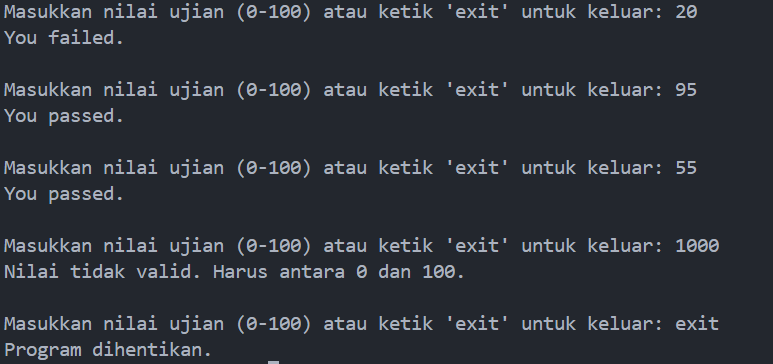 Masukkan nilai ujian (0-100) atau ketik 'exit' untuk keluar: 20
You failed.
Masukkan nilai ujian (0-100) atau ketik 'exit' untuk keluar: 95
You passed.
Masukkan nilai ujian (0-100) atau ketik 'exit' untuk keluar: 55
You passed.
Masukkan nilai ujian (0-100) atau ketik 'exit' untuk keluar: 1000
Nilai tidak valid. Harus antara 0 dan 100.
Masukkan nilai ujian (0-100) atau ketik 'exit' untuk keluar: exit
Program dihentikan.